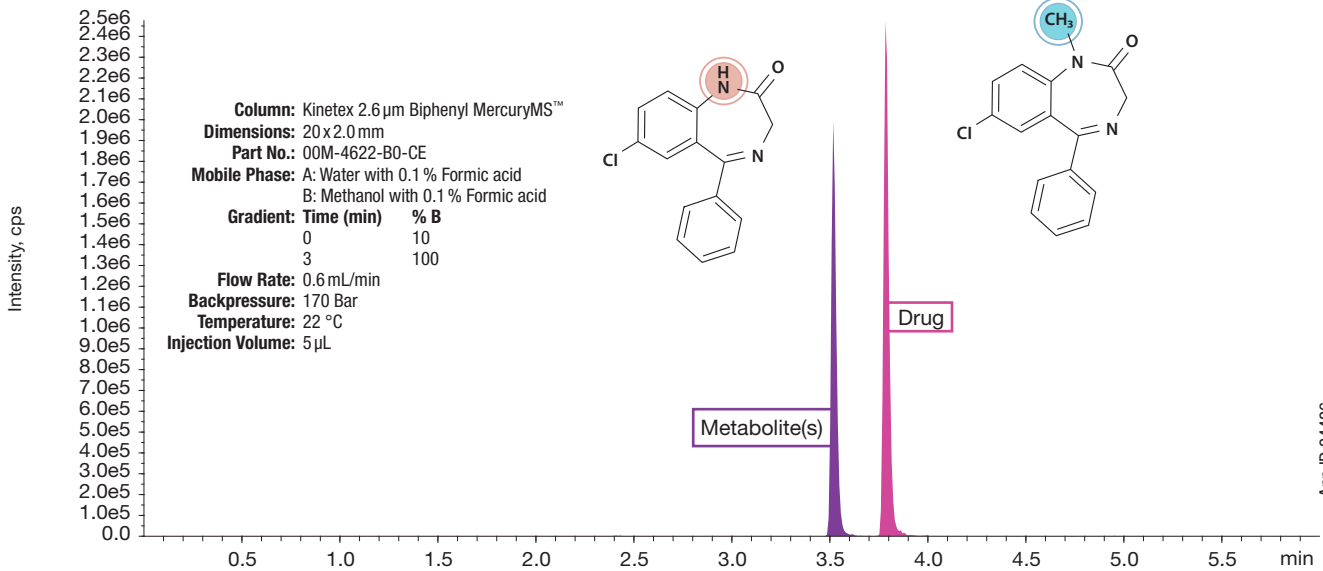 Intensity, cps
2.5e6
2.3e6
2.2e6
2.1e6
2.0e6
1.9e6
1.8e6
1.7e6
1.6e6
1.5e6
1.4e6
1.3e6
1.2e6
1.1e6
1.0e6
9.0e5
8.0e5
7.0e5
6.0e5
5.0e5
4.0e5
3.0e5
2.0e5
1.0e5
0.0
Column: Kinetex 2.6 µm Biphenyl MercuryMS™
Dimensions: 20 x 2.0 mm
Part No.: 00M-4622-B0-CE
Mobile Phase: A: Water with 0.1 % Formic acid
B: Methanol with 0.1 % Formic acid
Gradient: Time (min) % B
0 10
3 100
Flow Rate: 0.6 mL/min
Backpressure: 170 Bar
Temperature: 22 °C
Injection Volume: 5 µL
H
N
O
N
Cl
CH₃
N
O
N
Cl
Metabolite(s)
Drug
0.5 1.0 1.5 2.0 2.5 3.0 3.5 4.0 4.5 5.0 5.5 min